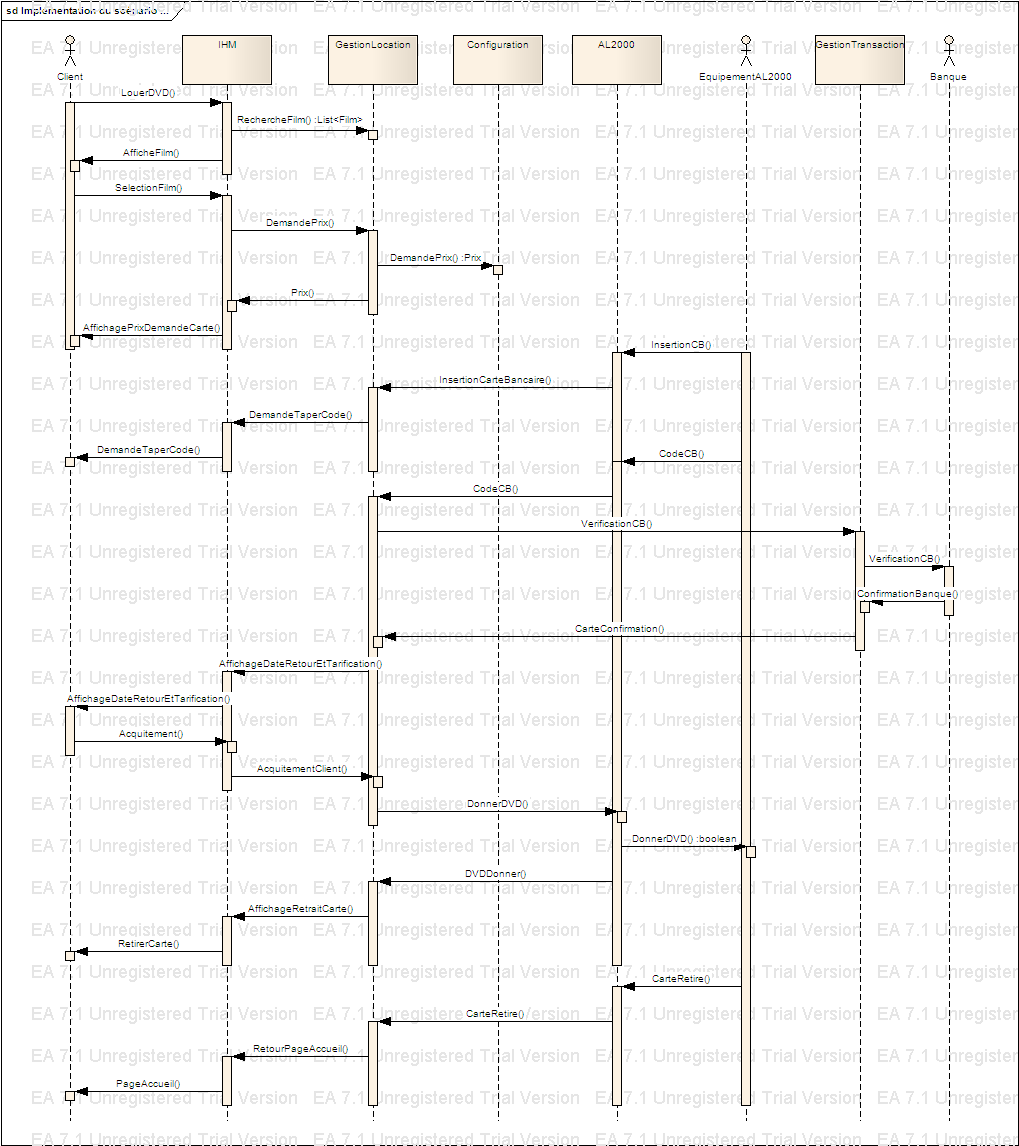 sd Implementation du scénario ...
IHM
GestionLocation
Configuration
AL2000
GestionTransaction
Client
EquipementAL2000
Banque
LouerDVD()
RechercheFilm() :List<Film>
AfficheFilm()
SelectionFilm()
DemandePrix()
DemandePrix() :Prix
Prix()
AffichagePrixDemandeCarte()
InsertionCB()
InsertionCarteBancaire()
DemandeTaperCode()
DemandeTaperCode()
CodeCB()
CodeCB()
VerificationCB()
VerificationCB()
ConfirmationBanque()
CarteConfirmation()
AffichageDateRetourEtTarification()
AffichageDateRetourEtTarification()
Acquitement()
AcquitementClient()
DonnerDVD()
DonnerDVD() :boolean
DVDDonner()
AffichageRetraitCarte()
RetirerCarte()
CarteRetire()
CarteRetire()
RetourPageAccueil()
PageAccueil()
EA 7.1 Unregistered Trial Version